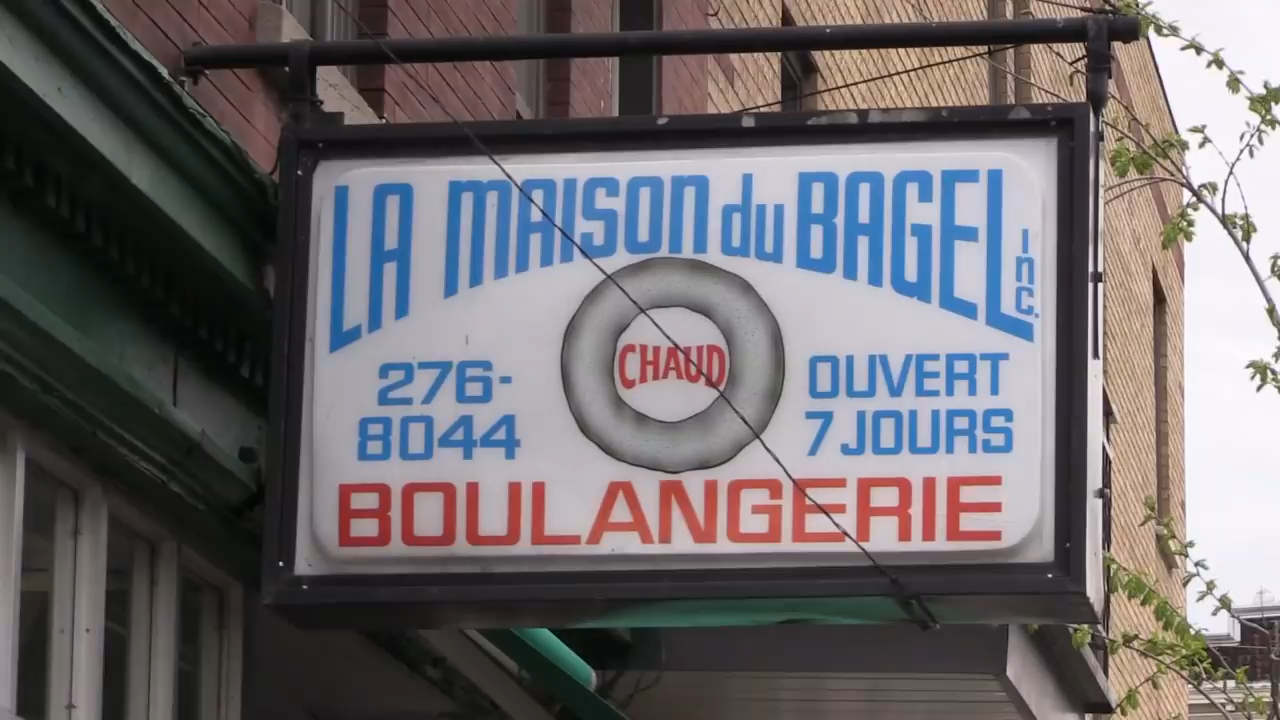 LA MAISON du BAGEL inc.
CHAUD
276-
8044
OUVERT
7 JOURS
BOULANGERIE